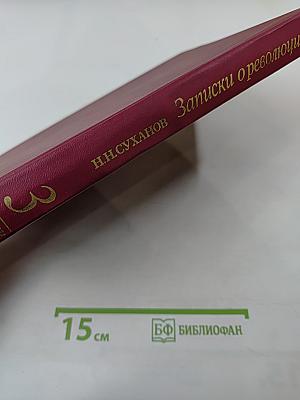 Н.Н.СУХАНОВ Записки о революци
3
15 см БФ БИБЛИОФАН